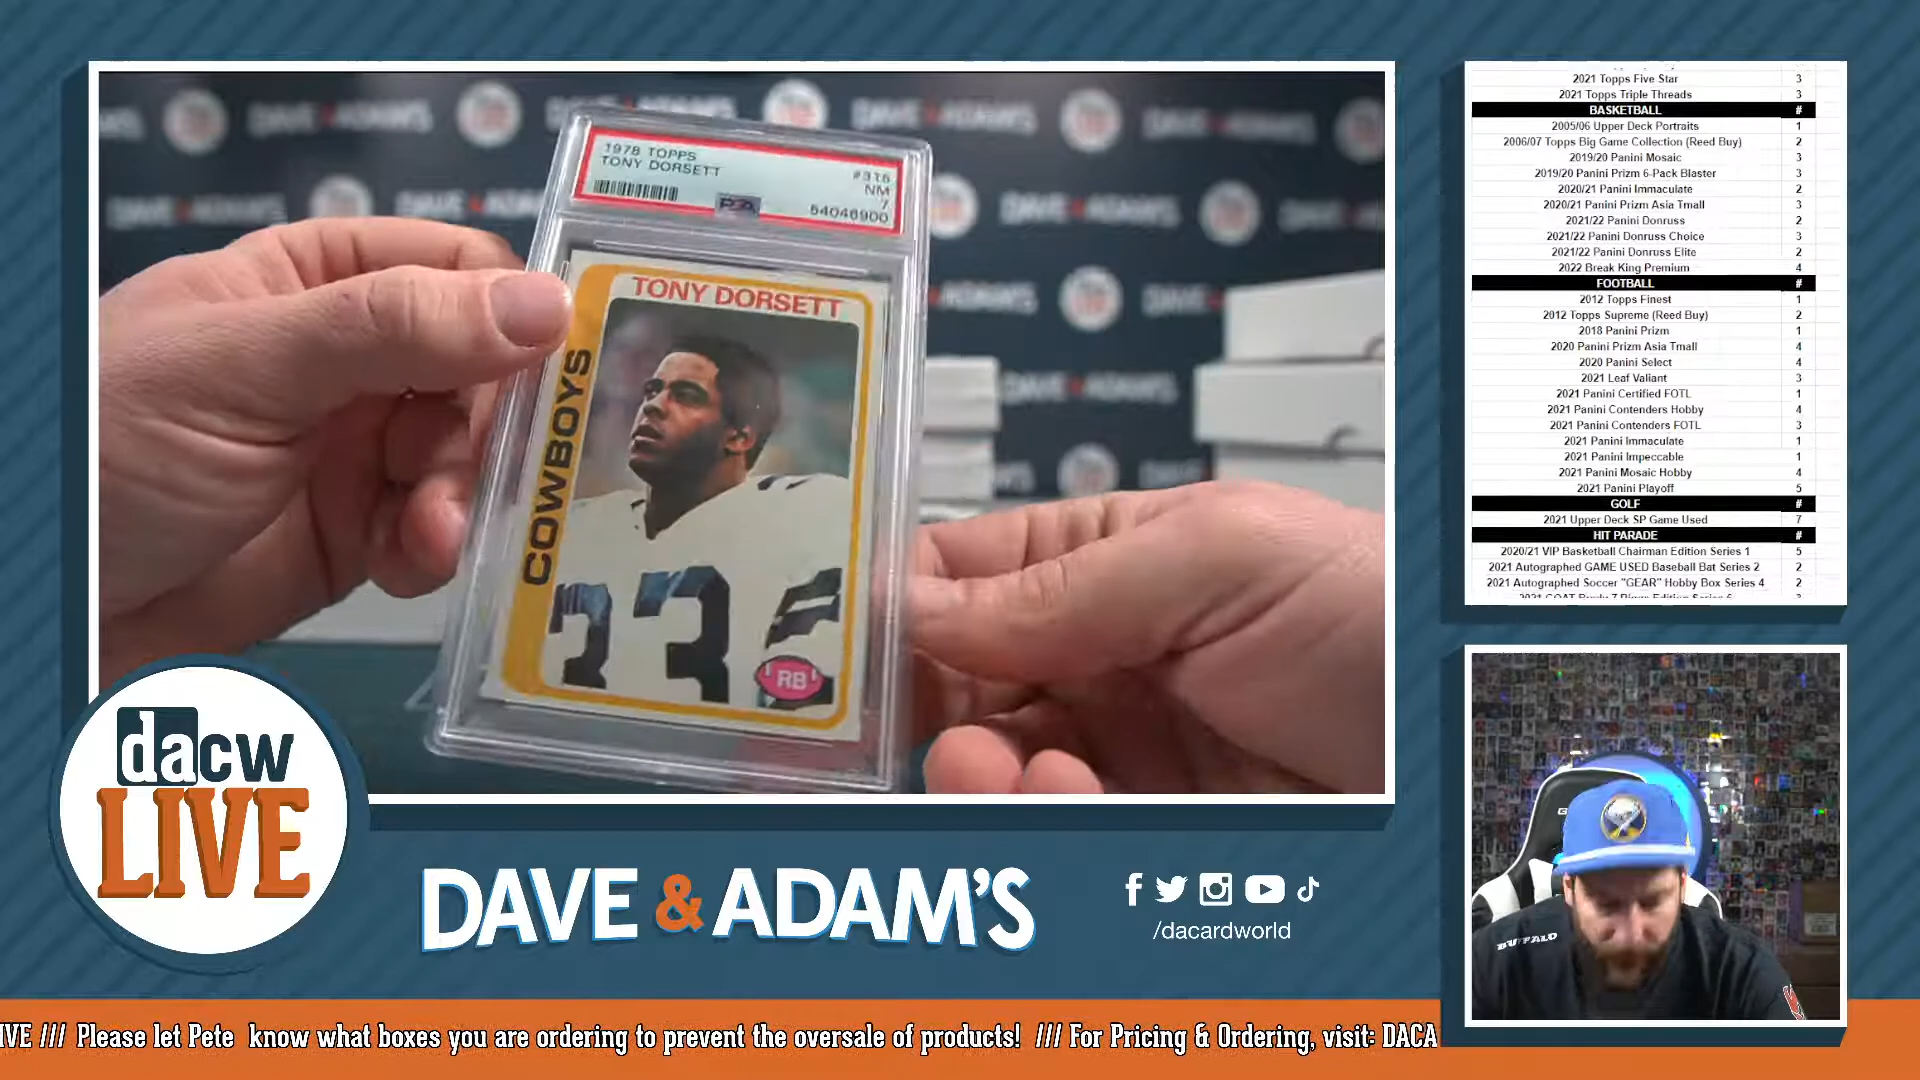 1978 TOPPS
TONY DORSETT
#315
NM
7
PSA
54046900
TONY DORSETT
COWBOYS
33
RB
DAVE & ADAM'S
2021 Topps Five Star 3
2021 Topps Triple Threads 3
BASKETBALL #
2005/06 Upper Deck Portraits 1
2006/07 Topps Big Game Collection (Reed Buy) 2
2019/20 Panini Mosaic 3
2019/20 Panini Prizm 6-Pack Blaster 3
2020/21 Panini Immaculate 2
2020/21 Panini Prizm Asia Tmall 3
2021/22 Panini Donruss 2
2021/22 Panini Donruss Choice 3
2021/22 Panini Donruss Elite 2
2022 Break King Premium 4
FOOTBALL #
2012 Topps Finest 1
2012 Topps Supreme (Reed Buy) 2
2018 Panini Prizm 1
2020 Panini Prizm Asia Tmall 4
2020 Panini Select 4
2021 Leaf Valiant 3
2021 Panini Certified FOTL 1
2021 Panini Contenders Hobby 4
2021 Panini Contenders FOTL 3
2021 Panini Immaculate 1
2021 Panini Impeccable 1
2021 Panini Mosaic Hobby 4
2021 Panini Playoff 5
GOLF #
2021 Upper Deck SP Game Used 7
HIT PARADE #
2020/21 VIP Basketball Chairman Edition Series 1 5
2021 Autographed GAME USED Baseball Bat Series 2 2
2021 Autographed Soccer "GEAR" Hobby Box Series 4 2
dacw
LIVE
DAVE & ADAM'S
/dacardworld
BUFFALO
IVE /// Please let Pete know what boxes you are ordering to prevent the oversale of products! /// For Pricing & Ordering, visit: DACA